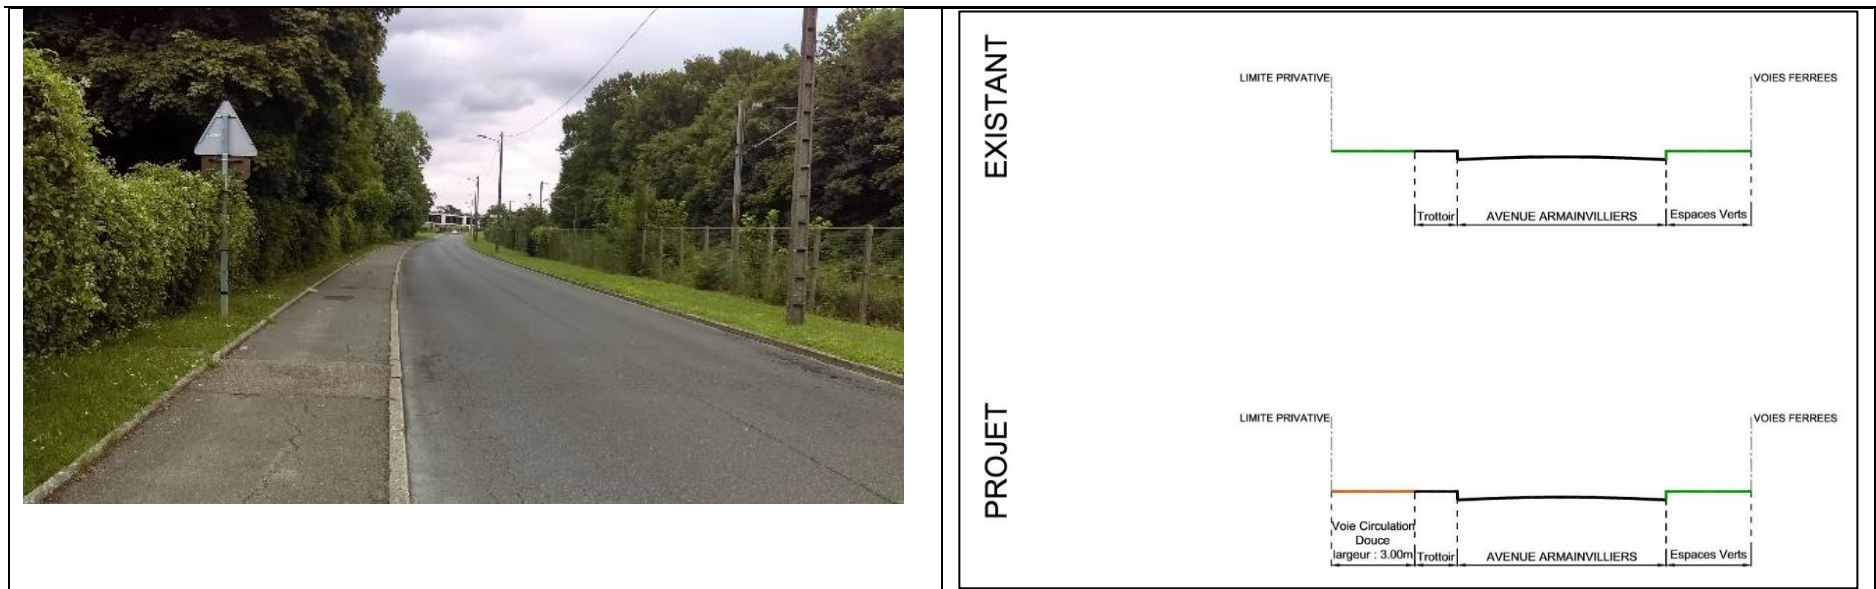 EXISTANT
LIMITE PRIVATIVE
VOIES FERREES
Trottoir
AVENUE ARMAINVILLIERS
Espaces Verts
PROJET
LIMITE PRIVATIVE
VOIES FERREES
Voie Circulation
Douce
largeur : 3.00m
Trottoir
AVENUE ARMAINVILLIERS
Espaces Verts